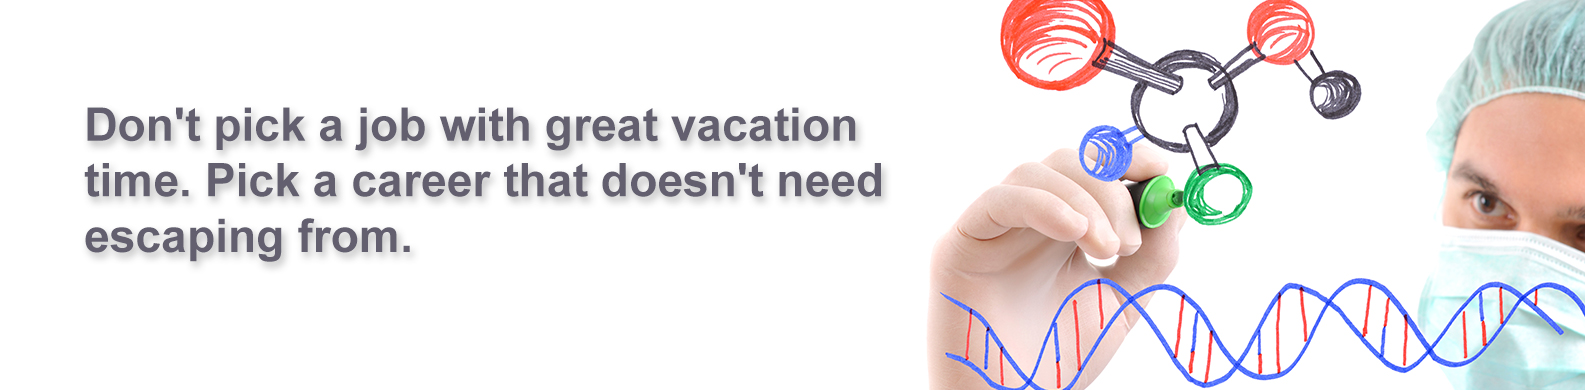 Don't pick a job with great vacation
time. Pick a career that doesn't need
escaping from.